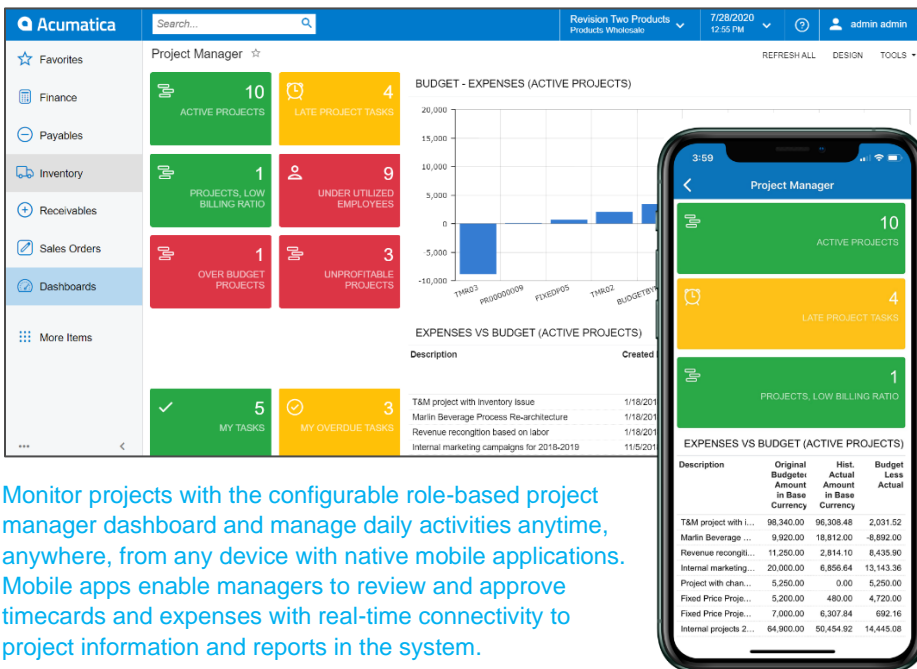 Acumatica
Search...
Revision Two Products
Products Wholesale
7/28/2020
12:55 PM
admin admin
Favorites
Finance
Payables
Inventory
Receivables
Sales Orders
Dashboards
More Items
Project Manager
REFRESH ALL DESIGN TOOLS
10
ACTIVE PROJECTS
4
LATE PROJECT TASKS
1
PROJECTS, LOW
BILLING RATIO
9
UNDER UTILIZED
EMPLOYEES
1
OVER BUDGET
PROJECTS
3
UNPROFITABLE
PROJECTS
5
MY TASKS
3
MY OVERDUE TASKS
BUDGET - EXPENSES (ACTIVE PROJECTS)
20,000
15,000
10,000
5,000
0
-5,000
-10,000
TMR03
PR00000009
FIXEDP05
TMR02
EXPENSES VS BUDGET (ACTIVE PROJECTS)
Description Created
T&M project with Inventory Issue 1/18/201
Marlin Beverage Process Re-architecture 1/18/201
Revenue recongition based on labor 1/18/201
Internal marketing campaigns for 2018-2019 11/5/201
3:59
Project Manager
10
ACTIVE PROJECTS
4
LATE PROJECT TASKS
1
PROJECTS, LOW BILLING RATIO
EXPENSES VS BUDGET (ACTIVE PROJECTS)
Description Original Hist. Budget
Budgetec Actual Less
Amount Amount Actual
in Base in Base
Currency Currency
T&M project with i... 98,340.00 96,308.48 2,031.52
Marlin Beverage ... 9,920.00 18,812.00 -8,892.00
Revenue recongiti... 11,250.00 2,814.10 8,435.90
Internal marketing... 20,000.00 6,856.64 13,143.36
Project with chan... 5,250.00 0.00 5,250.00
Fixed Price Proje... 5,200.00 480.00 4,720.00
Fixed Price Proje... 7,000.00 6,307.84 692.16
Internal projects 2... 64,900.00 50,454.92 14,445.08
Monitor projects with the configurable role-based project
manager dashboard and manage daily activities anytime,
anywhere, from any device with native mobile applications.
Mobile apps enable managers to review and approve
timecards and expenses with real-time connectivity to
project information and reports in the system.